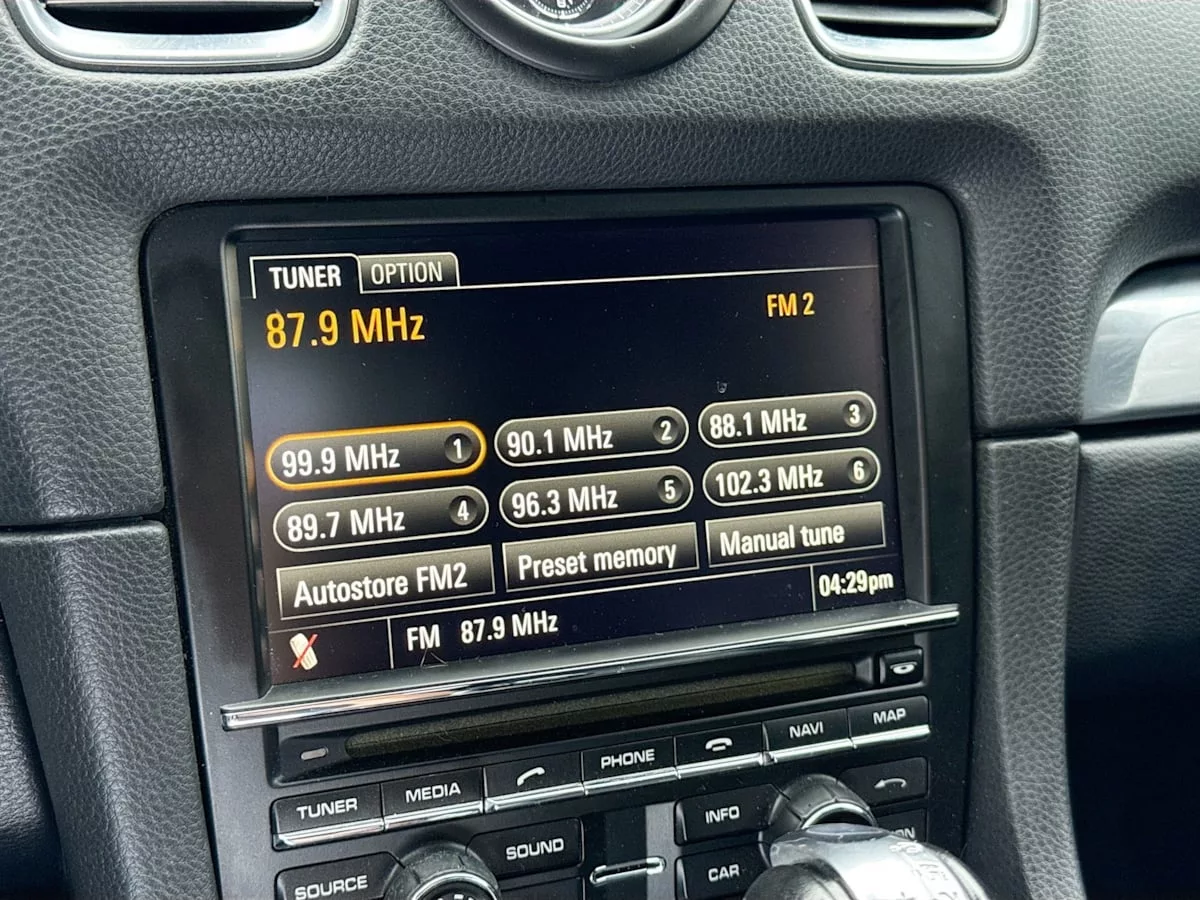 TUNER OPTION
87.9 MHz FM 2
99.9 MHz 1 90.1 MHz 2 88.1 MHz 3
89.7 MHz 4 96.3 MHz 5 102.3 MHz 6
Autostore FM2 Preset memory Manual tune
FM 87.9 MHz 04:29pm
TUNER MEDIA PHONE NAVI MAP
SOUND INFO
SOURCE CAR